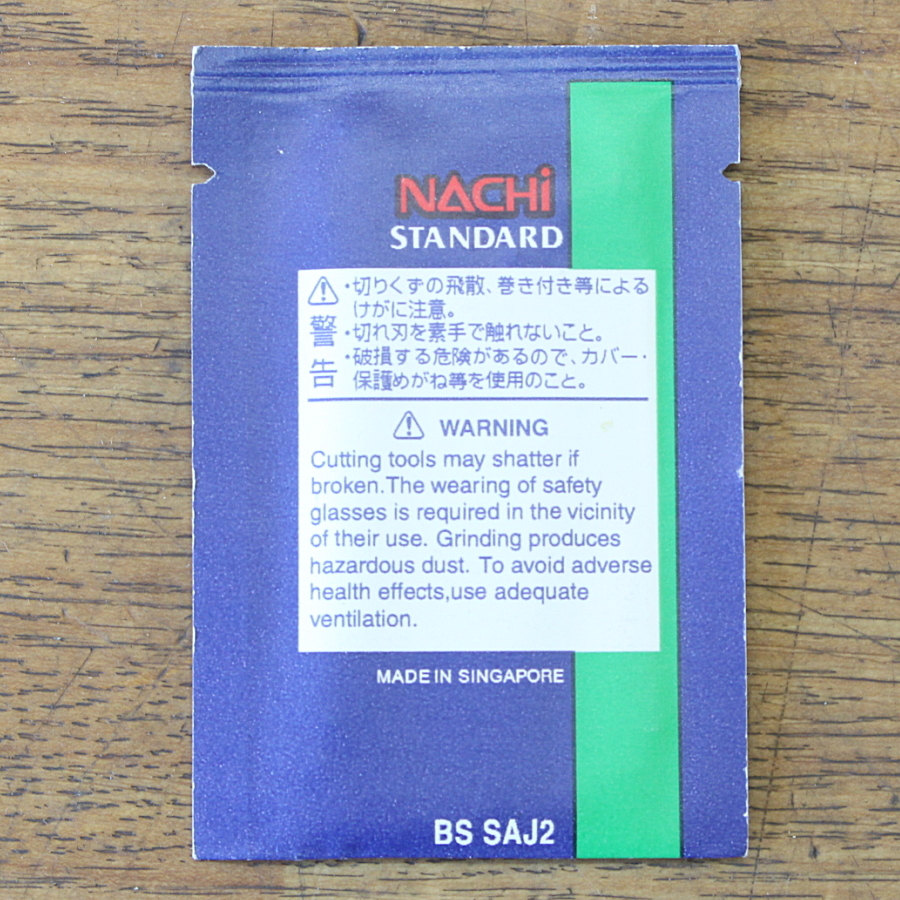 NACHi
STANDARD
・切りくずの飛散、巻き付き等による
けがに注意。
警告
・切れ刃を素手で触れないこと。
・破損する危険があるので、カバー・
保護めがね等を使用のこと。
WARNING
Cutting tools may shatter if
broken.The wearing of safety
glasses is required in the vicinity
of their use. Grinding produces
hazardous dust. To avoid adverse
health effects,use adequate
ventilation.
MADE IN SINGAPORE
BS SAJ2